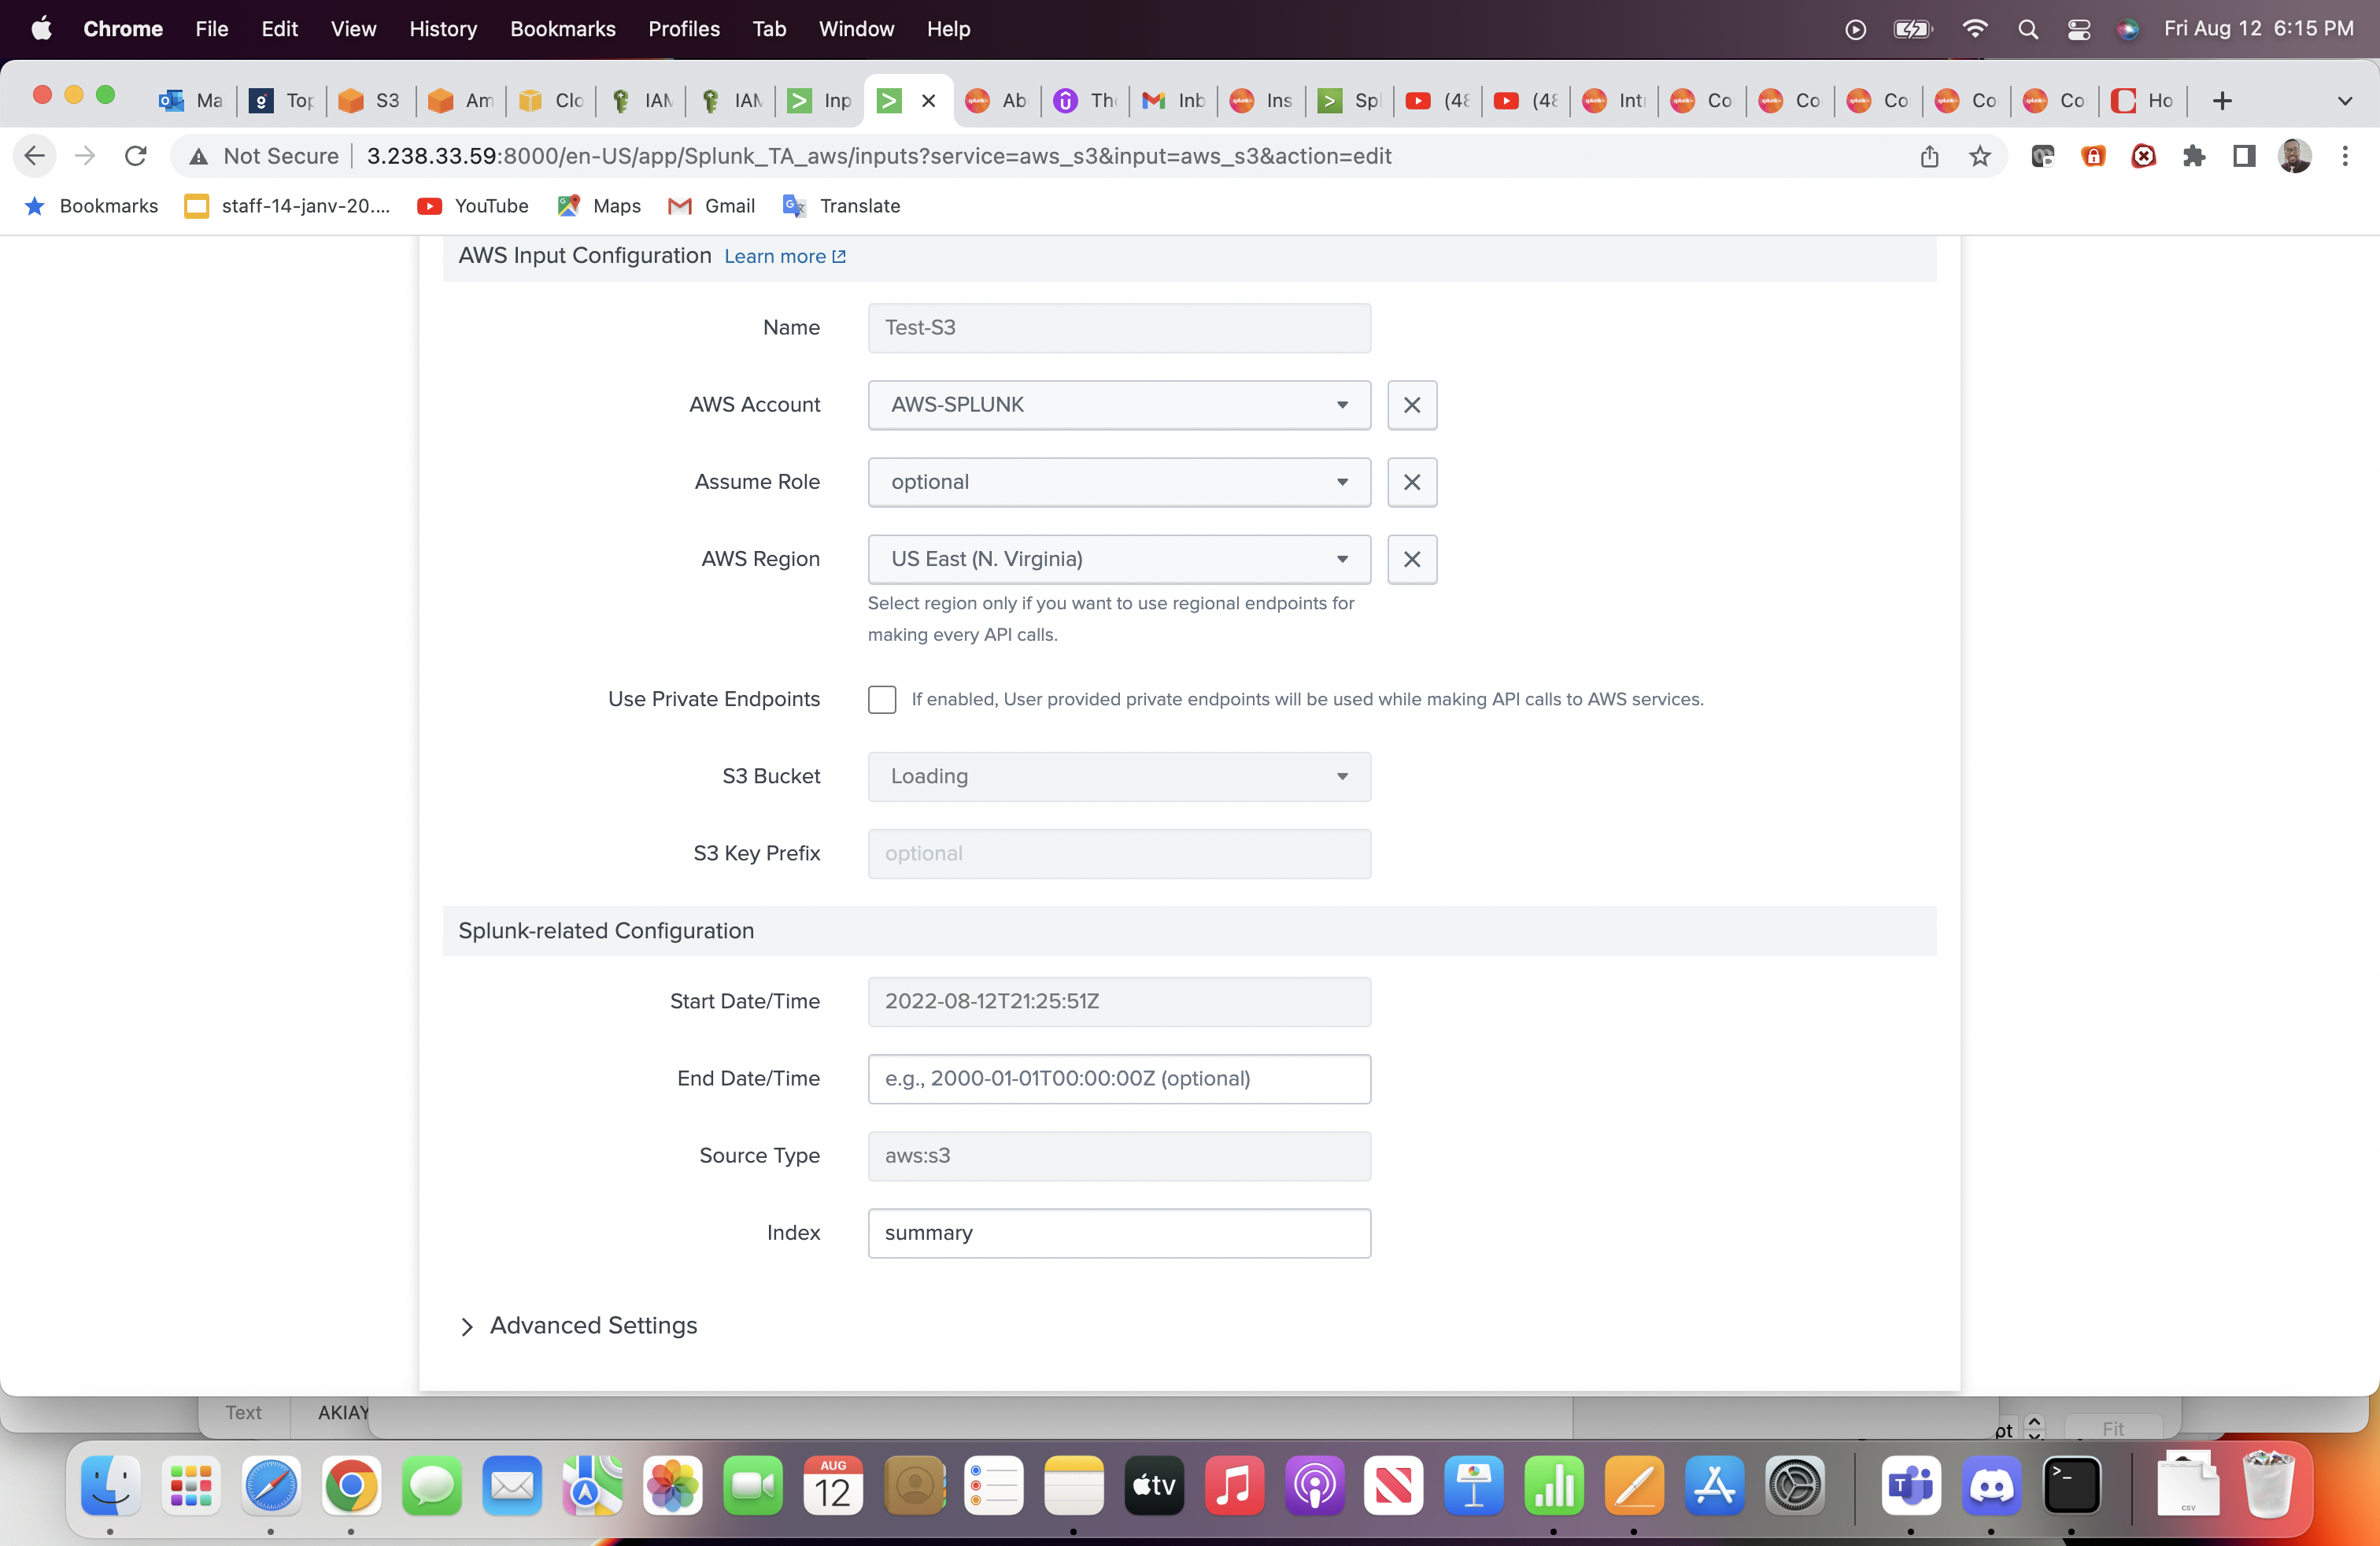 Chrome File Edit View History Bookmarks Profiles Tab Window Help Fri Aug 12 6:15 PM
Ma Top S3 Am Clo IAM IAM Inp Ab The Inb Ins Spl (48 (48 Intr Co Co Co Co Co Ho
Not Secure 3.238.33.59:8000/en-US/app/Splunk_TA_aws/inputs?service=aws_s3&input=aws_s3&action=edit
Bookmarks staff-14-janv-20.... YouTube Maps Gmail Translate
AWS Input Configuration Learn more
Name Test-S3
AWS Account AWS-SPLUNK
Assume Role optional
AWS Region US East (N. Virginia)
Select region only if you want to use regional endpoints for
making every API calls.
Use Private Endpoints If enabled, User provided private endpoints will be used while making API calls to AWS services.
S3 Bucket Loading
S3 Key Prefix optional
Splunk-related Configuration
Start Date/Time 2022-08-12T21:25:51Z
End Date/Time e.g., 2000-01-01T00:00:00Z (optional)
Source Type aws:s3
Index summary
Advanced Settings
Text AKIAY pt Fit
AUG
12
tv
CSV